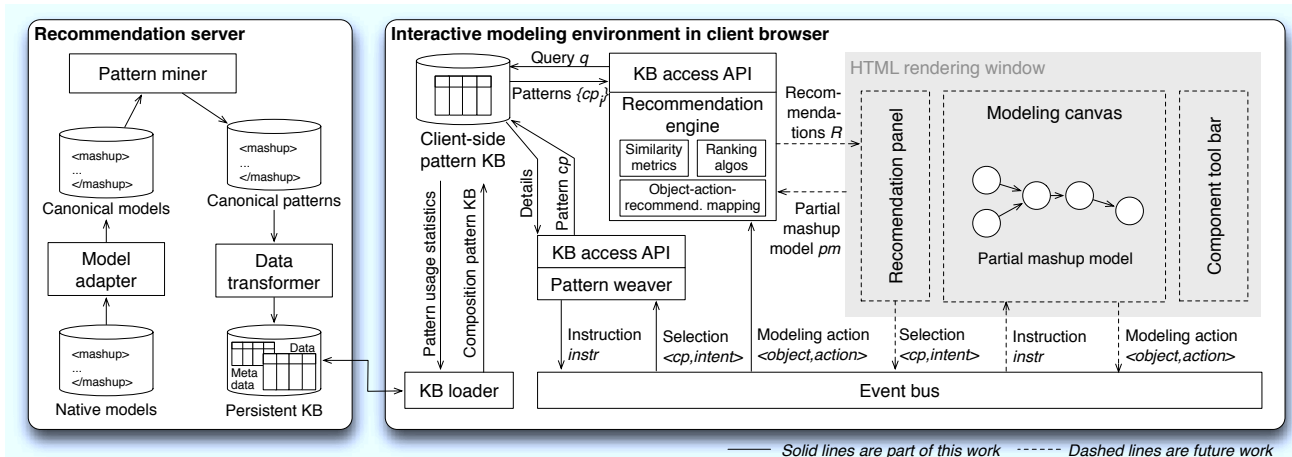 Recommendation server
Pattern miner
<mashup>
...
</mashup>
Canonical models
<mashup>
...
</mashup>
Canonical patterns
Model
adapter
Data
transformer
<mashup>
...
</mashup>
Native models
Data
Meta
data
Persistent KB
Interactive modeling environment in client browser
Query q
Patterns {cpi}
Client-side
pattern KB
Pattern usage statistics
Composition pattern KB
KB loader
Details
Pattern cp
KB access API
Recommendation
engine
Similarity
metrics
Ranking
algos
Object-action-
recommend. mapping
KB access API
Pattern weaver
Recom-
menda-
tions R
Partial
mashup
model pm
HTML rendering window
Recomendation panel
Modeling canvas
Partial mashup model
Component tool bar
Instruction
instr
Selection
<cp,intent>
Modeling action
<object,action>
Selection
<cp,intent>
Instruction
instr
Modeling action
<object,action>
Event bus
Solid lines are part of this work
Dashed lines are future work